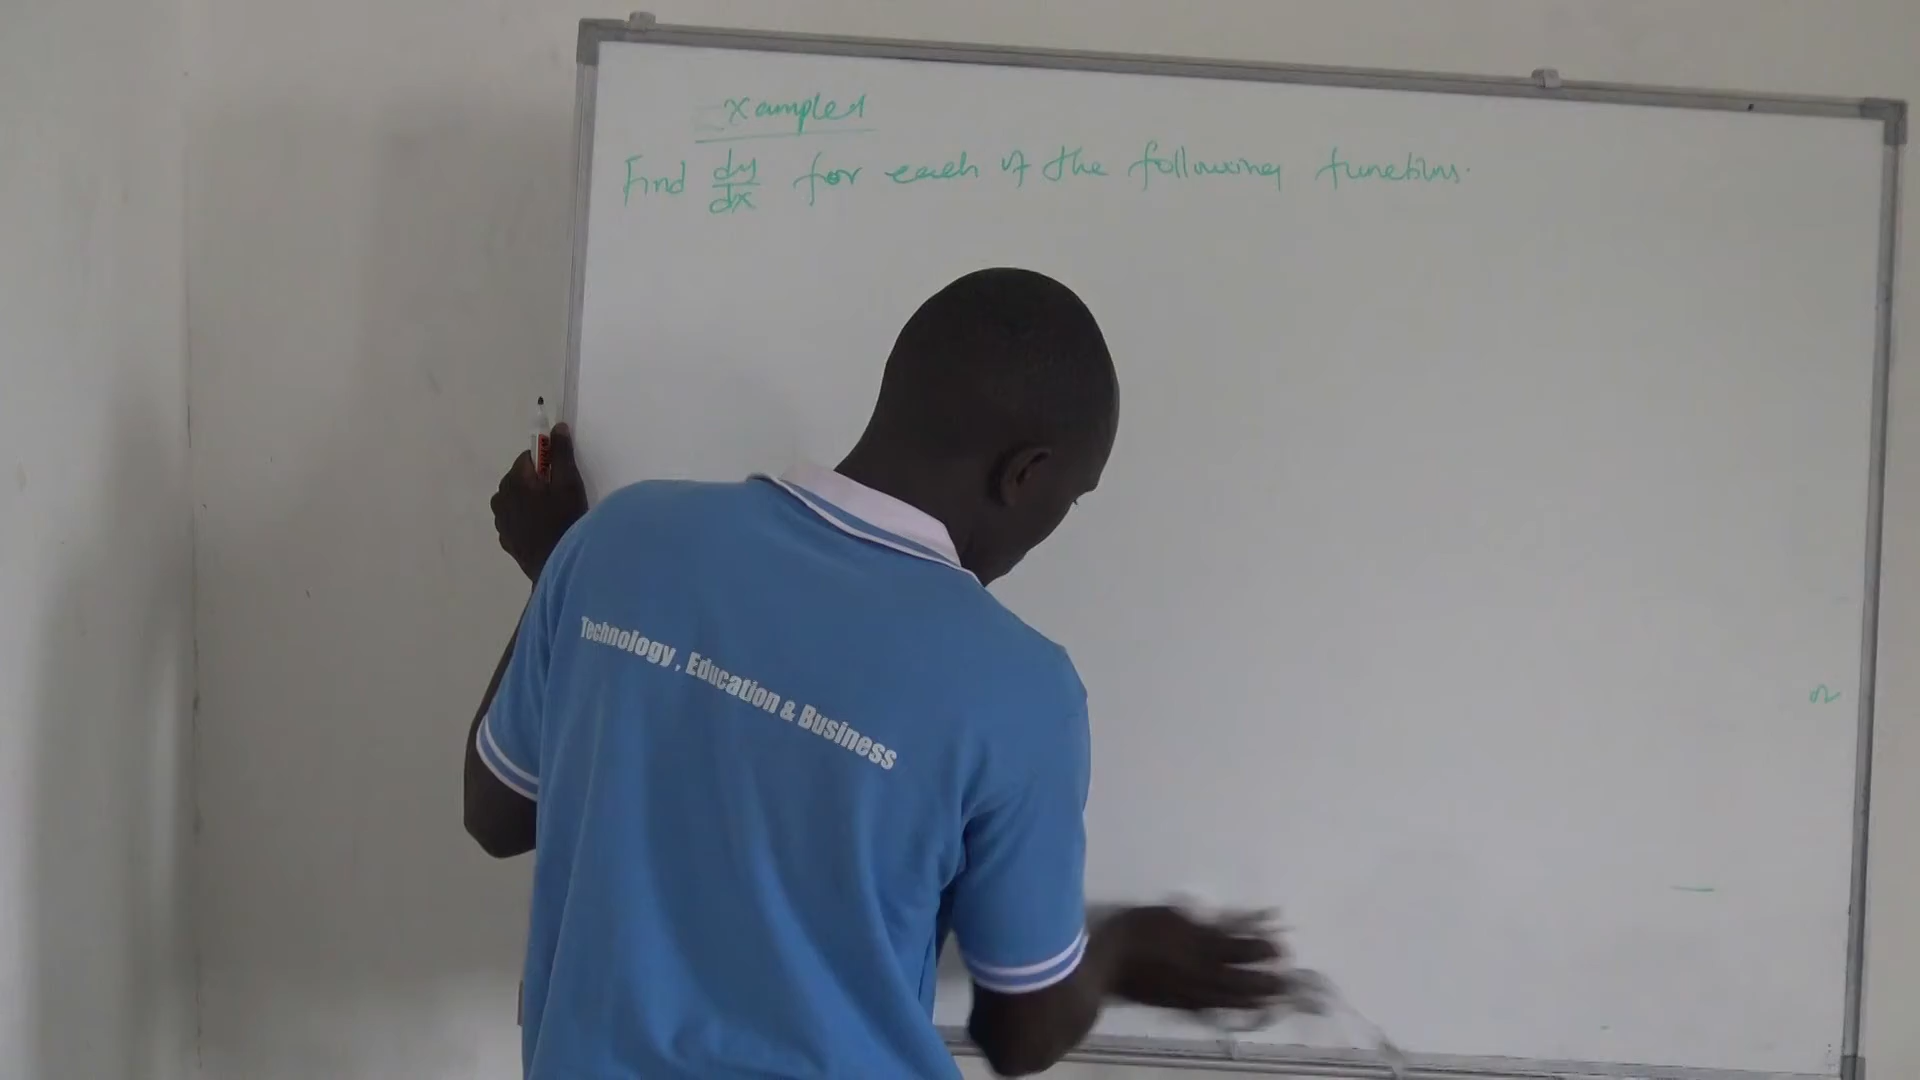 xample 1
Find dy/dx for each of the following functions.
Technology, Education & Business